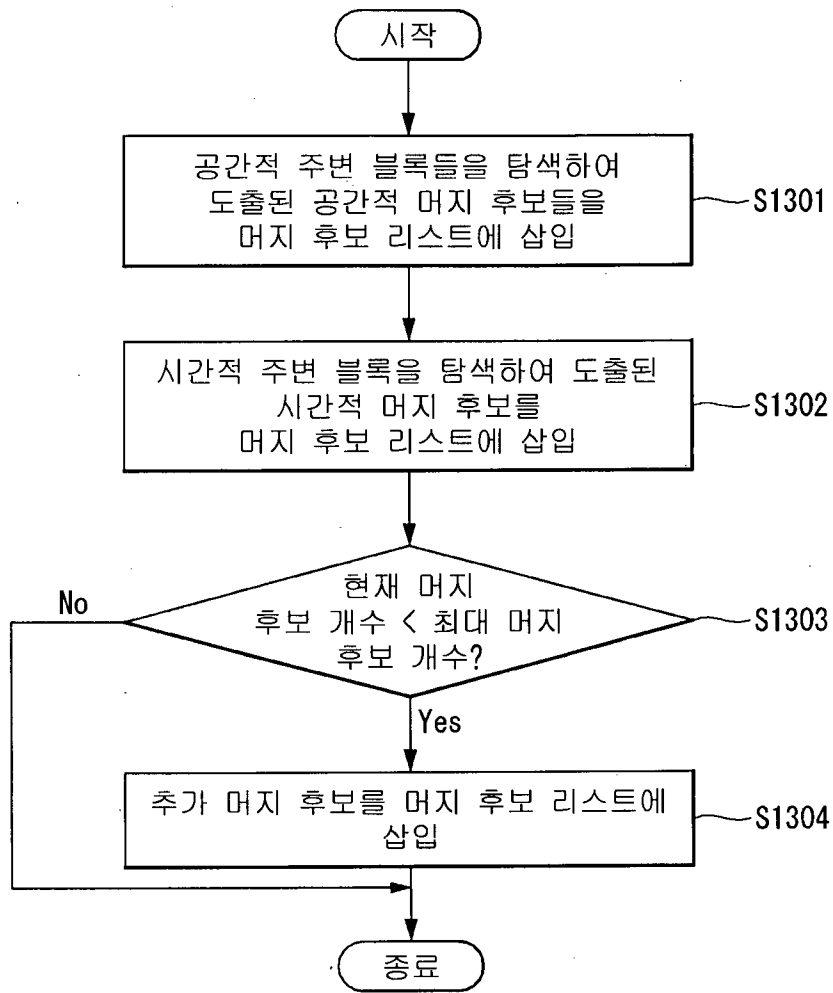 시작
공간적 주변 블록들을 탐색하여
도출된 공간적 머지 후보들을
머지 후보 리스트에 삽입
S1301
시간적 주변 블록을 탐색하여 도출된
시간적 머지 후보를
머지 후보 리스트에 삽입
S1302
현재 머지
후보 개수 < 최대 머지
후보 개수?
S1303
No
Yes
추가 머지 후보를 머지 후보 리스트에
삽입
S1304
종료